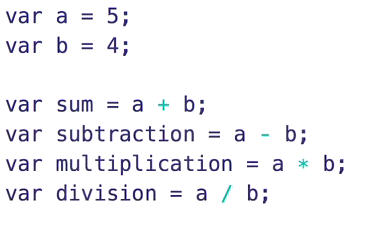 var a = 5;
var b = 4;
var sum = a + b;
var subtraction = a - b;
var multiplication = a * b;
var division = a / b;